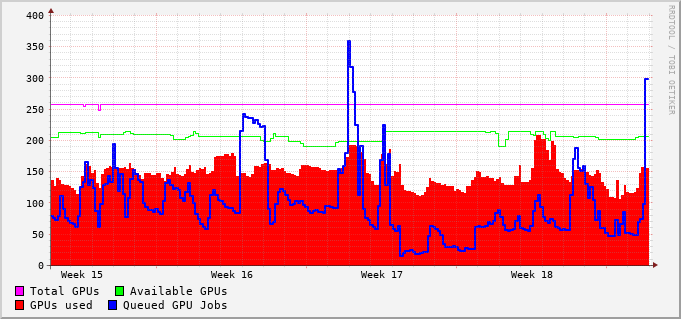 400
350
300
250
200
150
100
50
0
Week 15 Week 16 Week 17 Week 18
Total GPUs Available GPUs
GPUs used Queued GPU Jobs
RRDTOOL / TOBI OETIKER